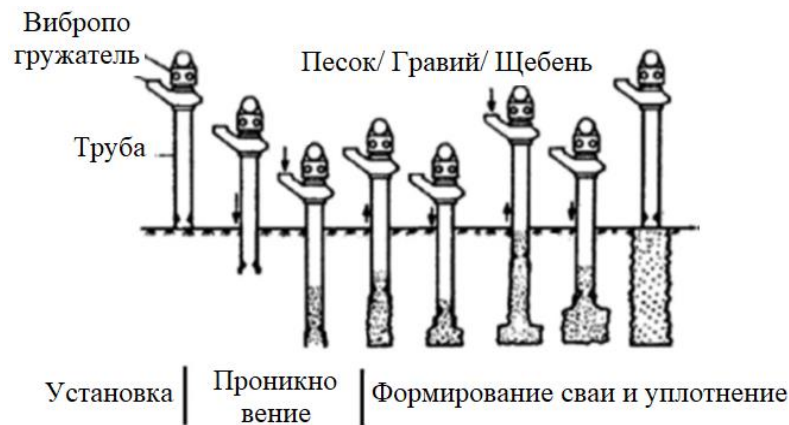 Вибропо
гружатель
Песок/ Гравий/ Щебень
Труба
Установка
Проникно
вение
Формирование сваи и уплотнение